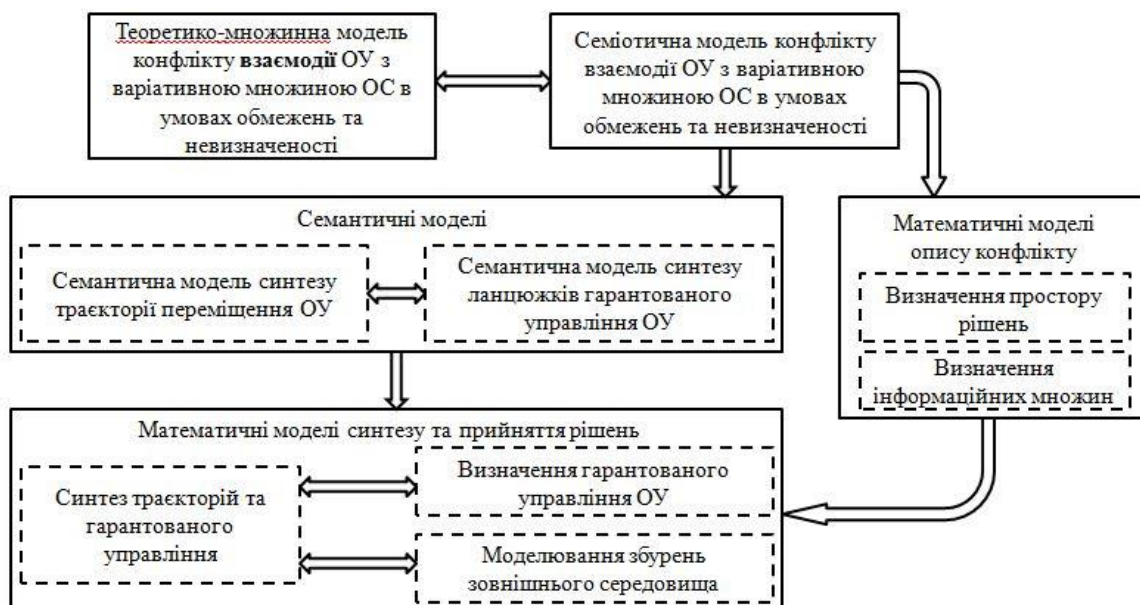 Теоретико-множинна модель
конфлікту взаємодії ОУ з
варіативною множиною ОС в
умовах обмежень та
невизначеності
Семіотична модель конфлікту
взаємодії ОУ з варіативною
множиною ОС в умовах
обмежень та невизначеності
Семантичні моделі
Семантична модель синтезу
траєкторії переміщення ОУ
Семантична модель синтезу
ланцюжків гарантованого
управління ОУ
Математичні моделі
опису конфлікту
Визначення простору
рішень
Визначення
інформаційних множин
Математичні моделі синтезу та прийняття рішень
Синтез траєкторій та
гарантованого
управління
Визначення гарантованого
управління ОУ
Моделювання збурень
зовнішнього середовища